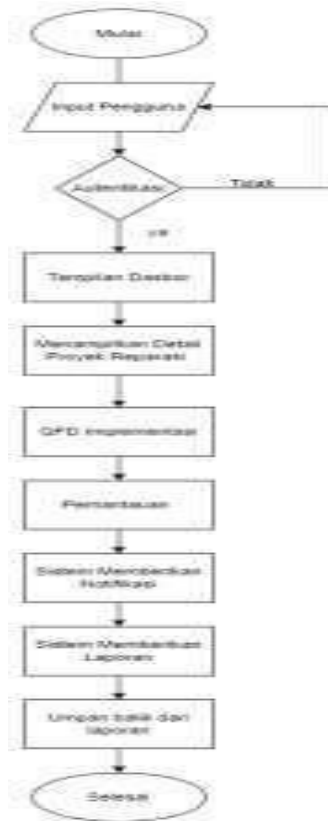 Mulai
Input Pengguna
Autentikasi
Tidak
ya
Tampilan Dasbor
Menampilkan Detail
Proyek Reparasi
QFD Implementasi
Pemantauan
Sistem Memberikan
Notifikasi
Sistem Memberikan
Laporan
Umpan balik dari
laporan
Selesai